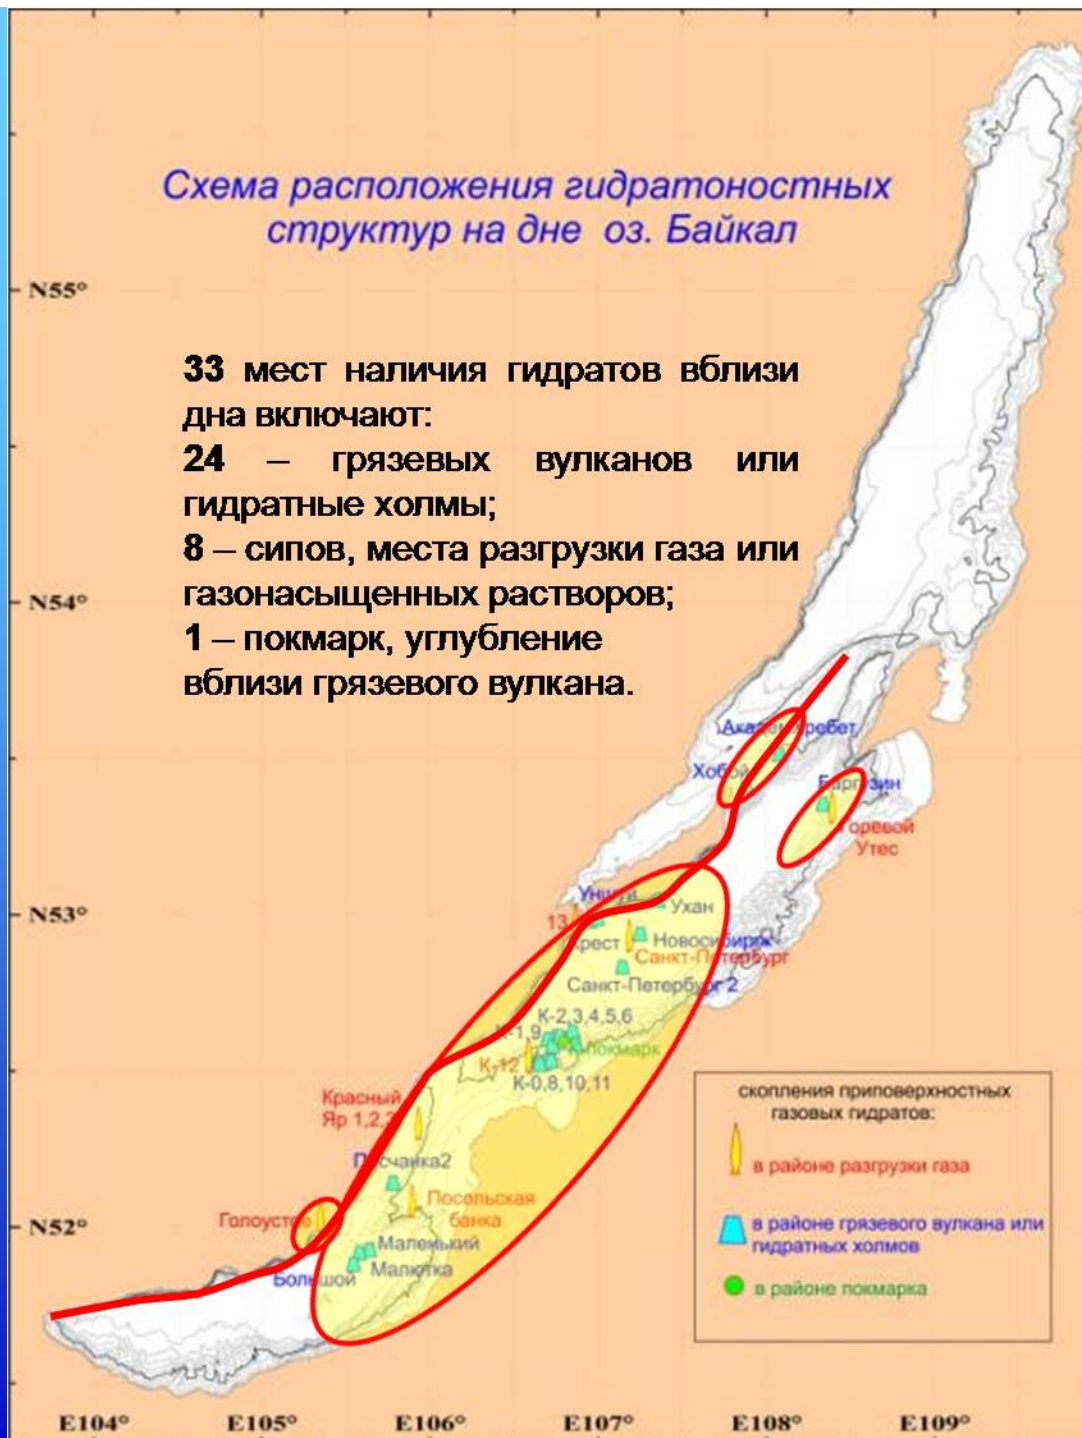 Схема расположения гидратоностных
структур на дне оз. Байкал
N55°
33 мест наличия гидратов вблизи
дна включают:
24 – грязевых вулканов или
гидратные холмы;
8 – сипов, места разгрузки газа или
газонасыщенных растворов;
1 – покмарк, углубление
вблизи грязевого вулкана.
N54°
Хобой
Горевой
Утес
N53°
13
Ухан
Новосибирск
Санкт-Петербург
Санкт-Петербург 2
К-2,3,4,5,6
К-1,9
покмарк
К-12
К-0,8,10,11
Красный
Яр 1,2,3
Песчанка2
Посольская
банка
N52°
Голоустное
Маленький
Малютка
Большой
скопления приповерхностных
газовых гидратов:
в районе разгрузки газа
в районе грязевого вулкана или
гидратных холмов
в районе покмарка
E104° E105° E106° E107° E108° E109°